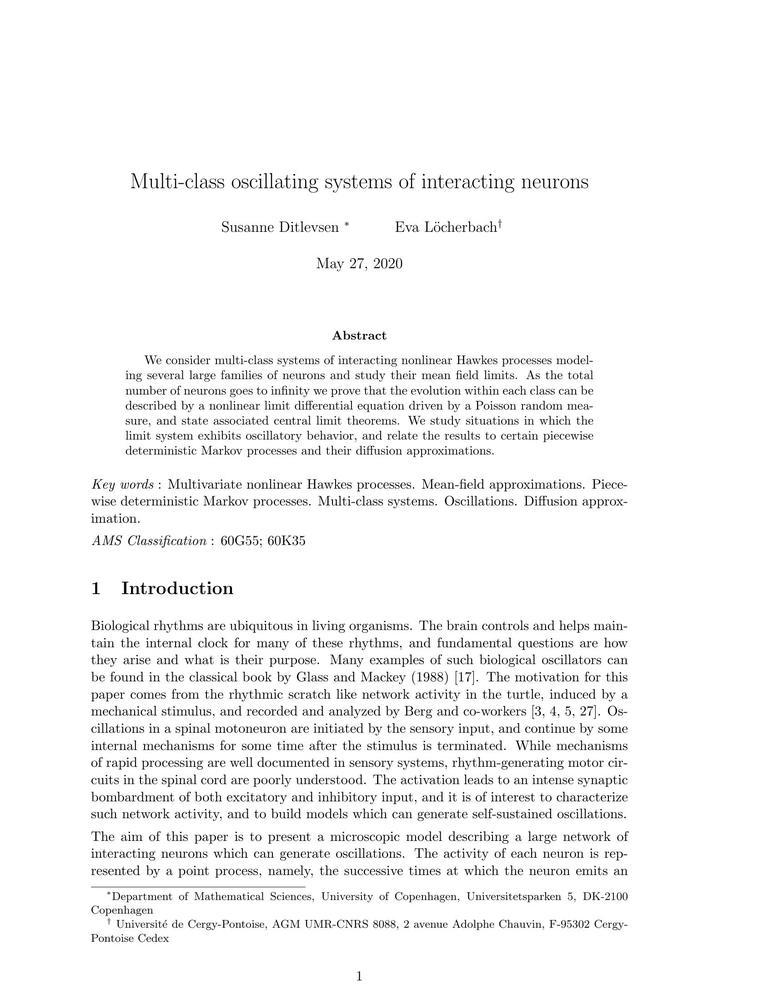 Multi-class oscillating systems of interacting neurons
Susanne Ditlevsen * Eva Löcherbach†
May 27, 2020
Abstract
We consider multi-class systems of interacting nonlinear Hawkes processes model-
ing several large families of neurons and study their mean field limits. As the total
number of neurons goes to infinity we prove that the evolution within each class can be
described by a nonlinear limit differential equation driven by a Poisson random mea-
sure, and state associated central limit theorems. We study situations in which the
limit system exhibits oscillatory behavior, and relate the results to certain piecewise
deterministic Markov processes and their diffusion approximations.
Key words : Multivariate nonlinear Hawkes processes. Mean-field approximations. Piece-
wise deterministic Markov processes. Multi-class systems. Oscillations. Diffusion approx-
imation.
AMS Classification : 60G55; 60K35
1 Introduction
Biological rhythms are ubiquitous in living organisms. The brain controls and helps main-
tain the internal clock for many of these rhythms, and fundamental questions are how
they arise and what is their purpose. Many examples of such biological oscillators can
be found in the classical book by Glass and Mackey (1988) [17]. The motivation for this
paper comes from the rhythmic scratch like network activity in the turtle, induced by a
mechanical stimulus, and recorded and analyzed by Berg and co-workers [3, 4, 5, 27]. Os-
cillations in a spinal motoneuron are initiated by the sensory input, and continue by some
internal mechanisms for some time after the stimulus is terminated. While mechanisms
of rapid processing are well documented in sensory systems, rhythm-generating motor cir-
cuits in the spinal cord are poorly understood. The activation leads to an intense synaptic
bombardment of both excitatory and inhibitory input, and it is of interest to characterize
such network activity, and to build models which can generate self-sustained oscillations.
The aim of this paper is to present a microscopic model describing a large network of
interacting neurons which can generate oscillations. The activity of each neuron is rep-
resented by a point process, namely, the successive times at which the neuron emits an
*Department of Mathematical Sciences, University of Copenhagen, Universitetsparken 5, DK-2100
Copenhagen
† Université de Cergy-Pontoise, AGM UMR-CNRS 8088, 2 avenue Adolphe Chauvin, F-95302 Cergy-
Pontoise Cedex
1